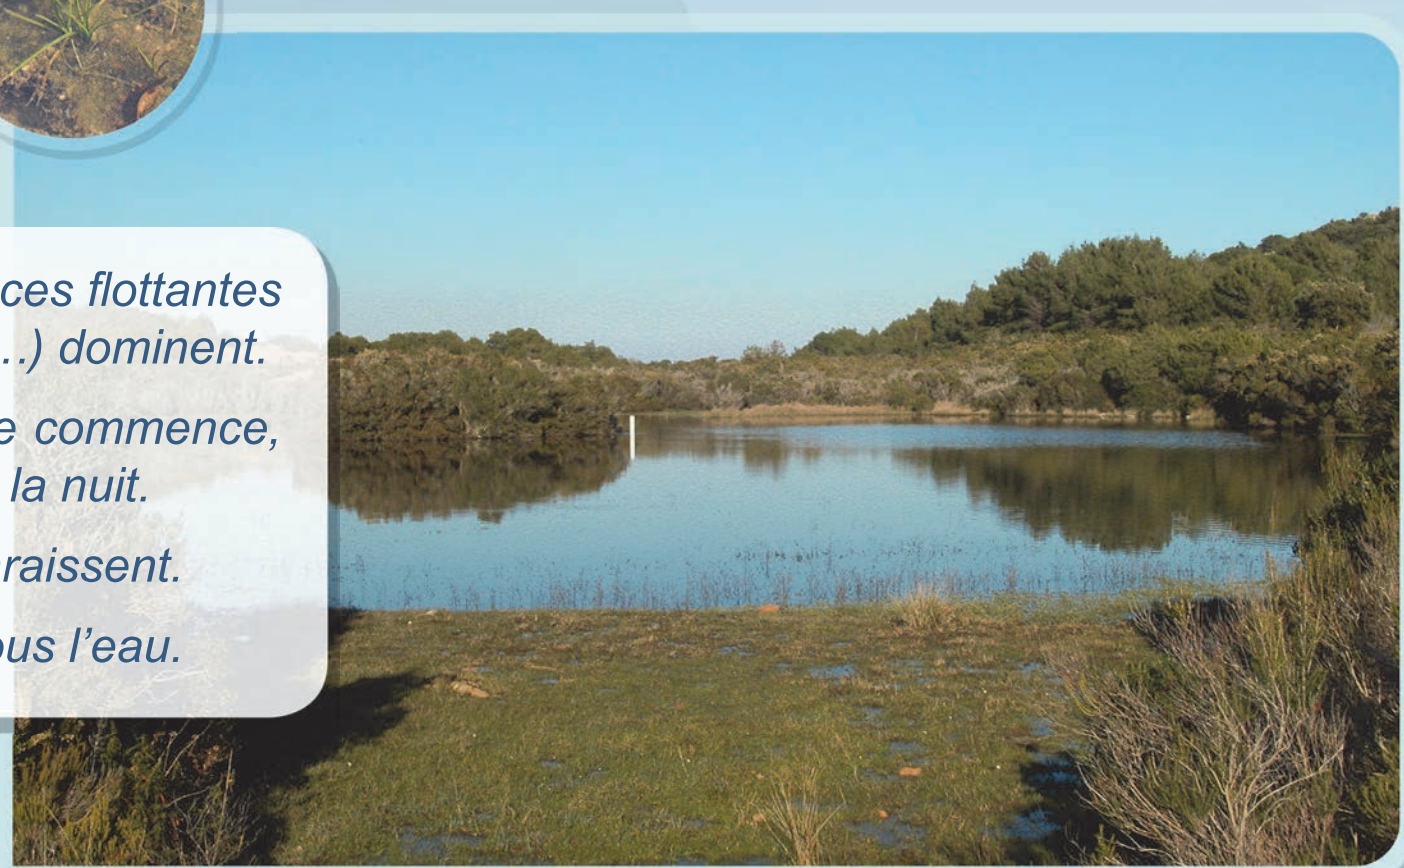 ces flottantes
...) dominent.
e commence,
la nuit.
raissent.
ous l’eau.